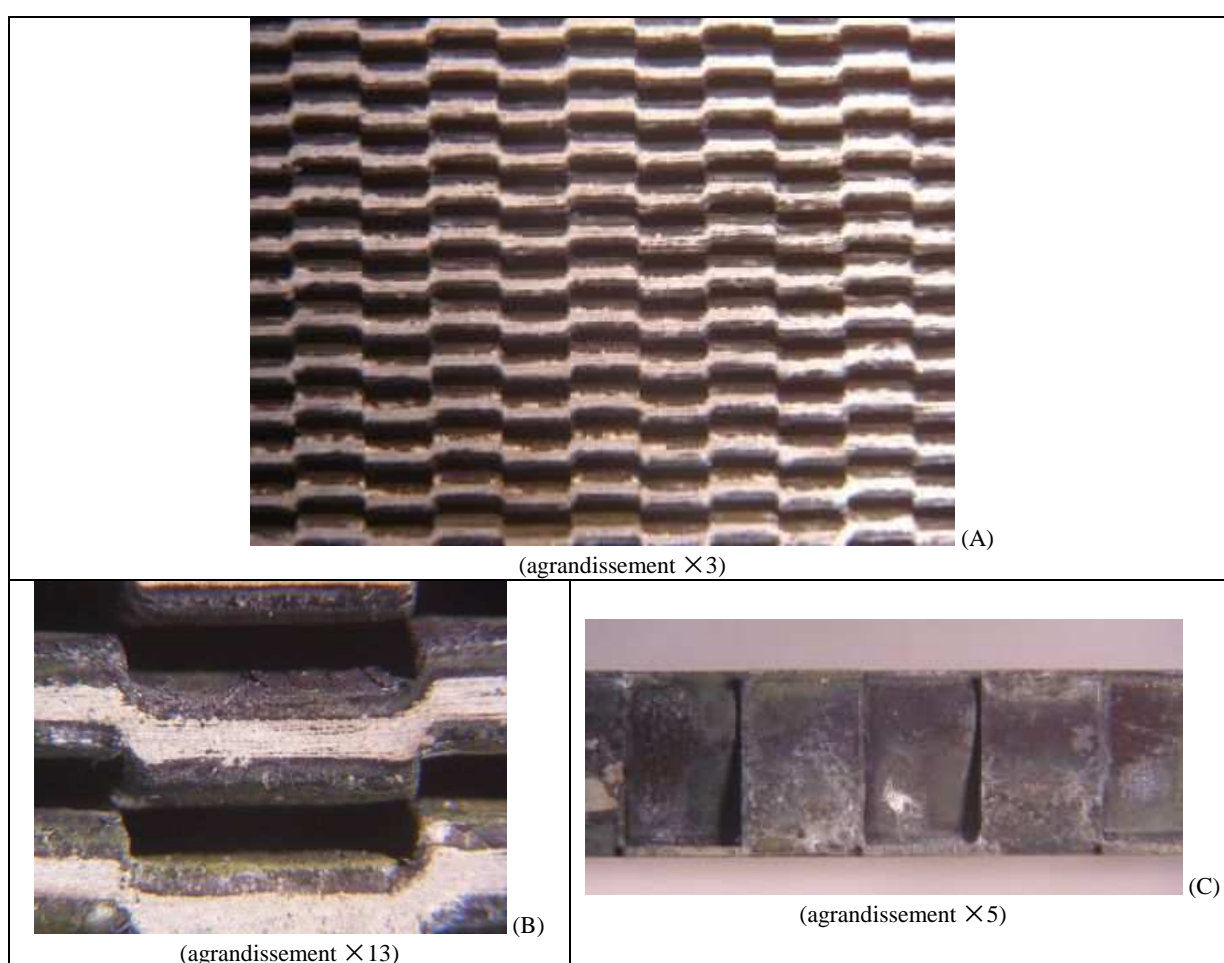 (A)
(agrandissement ×3)
(B)
(agrandissement ×13)
(C)
(agrandissement ×5)